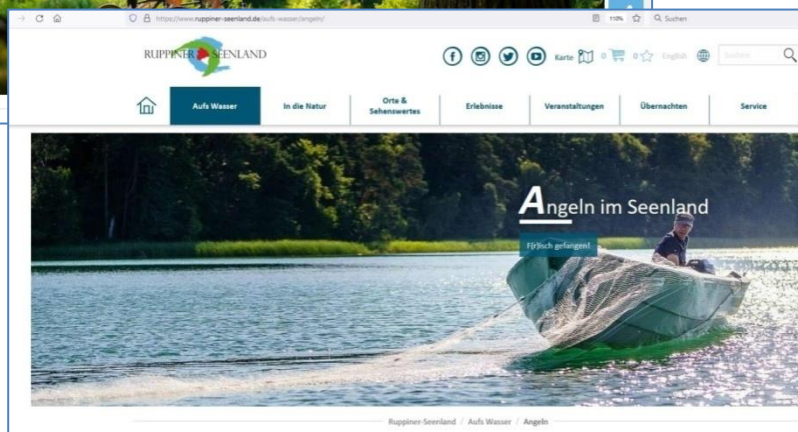 https://www.ruppiner-seenland.de/aufs-wasser/angeln/
110%
Suchen
RUPPINER SEENLAND
Karte
0
0
English
Aufs Wasser
In die Natur
Orte &
Sehenswertes
Erlebnisse
Veranstaltungen
Übernachten
Service
Angeln im Seenland
F(r)isch gefangen!
Ruppiner-Seenland / Aufs Wasser / Angeln